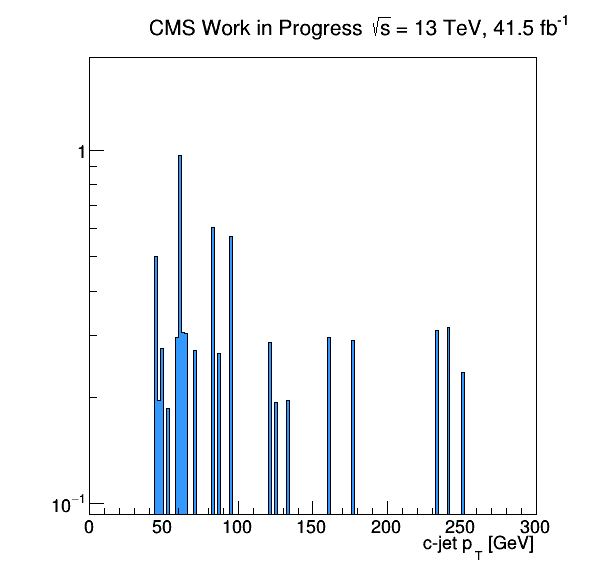 CMS Work in Progress √s = 13 TeV, 41.5 fb⁻¹
1
10⁻¹
0 50 100 150 200 250 300
c-jet p_T [GeV]